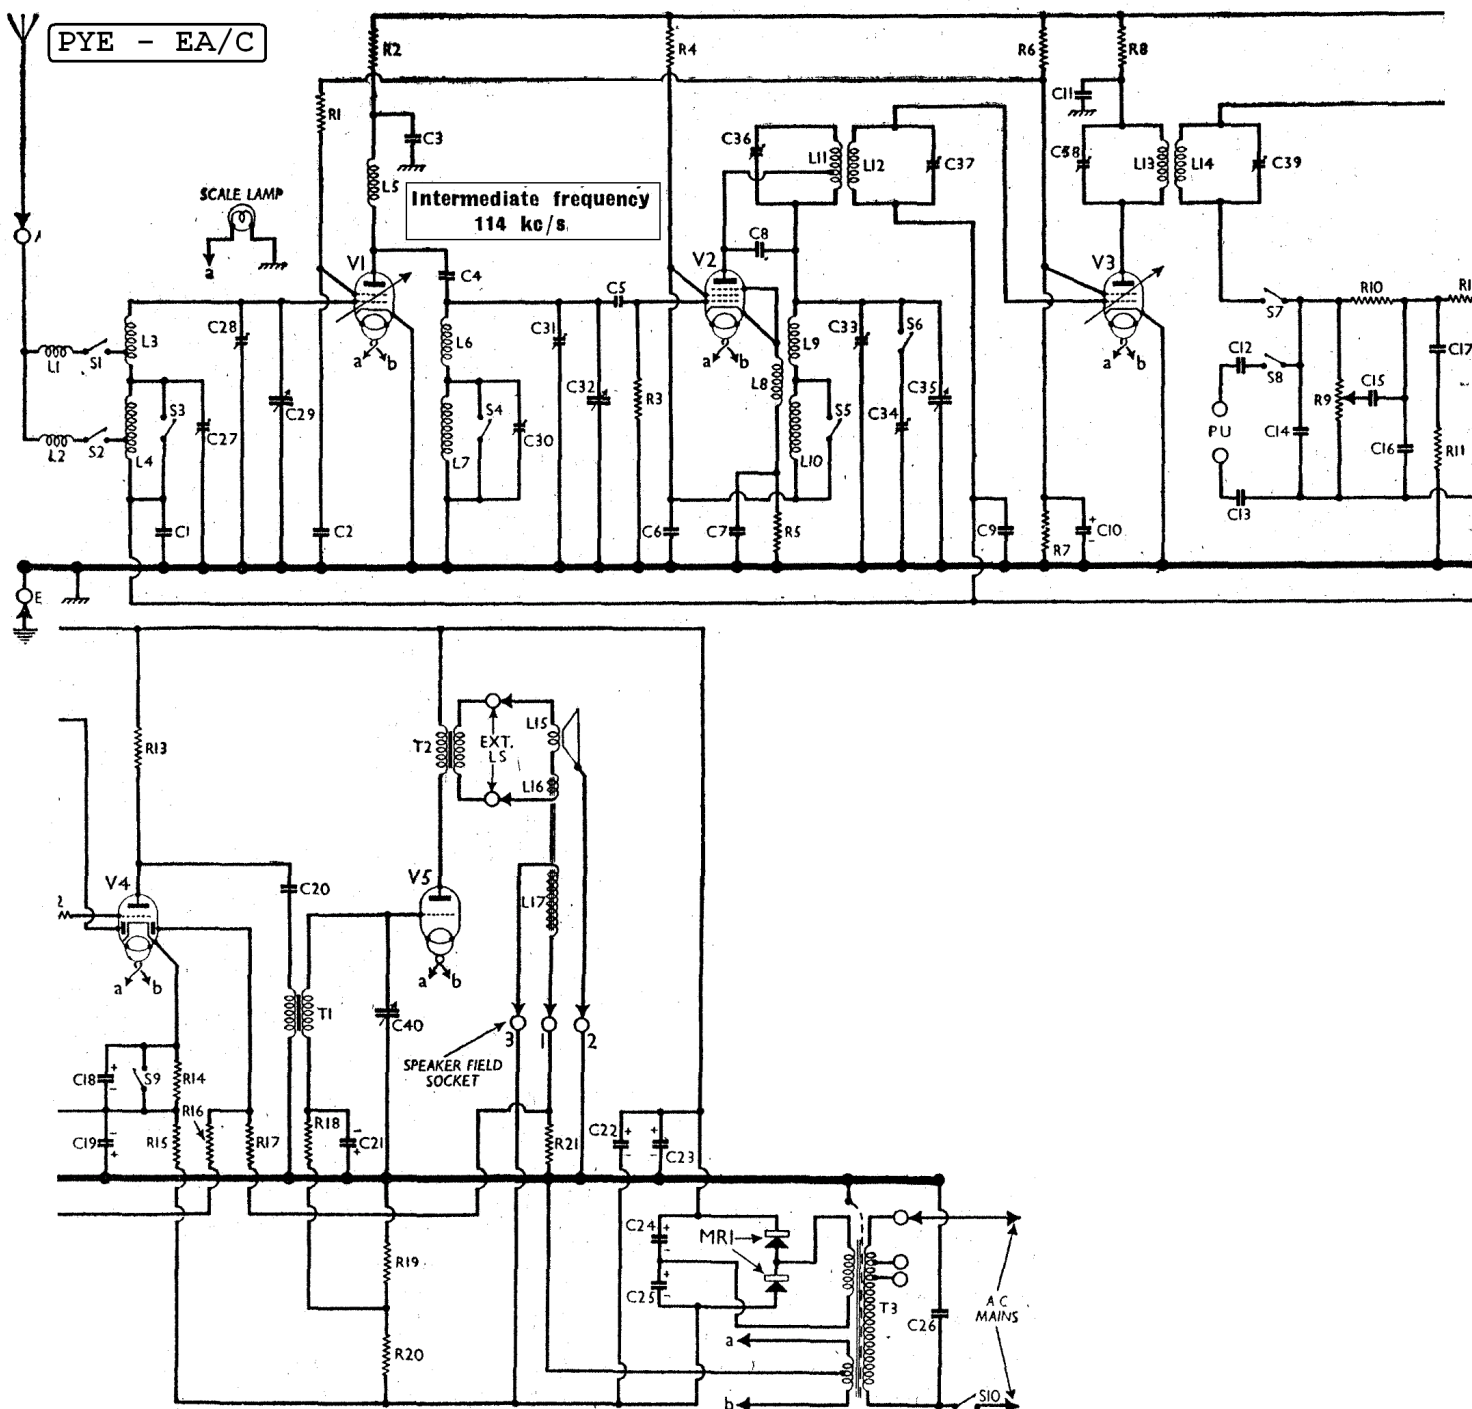 PYE - EA/C
R2
R4
R6
R8
R1
C3
C11
C36
L11
L12
C37
C38
L13
L14
C39
L5
SCALE LAMP
a
Intermediate frequency
114 kc/s.
V1
C4
C5
V2
C8
V3
S7
R10
L1
S1
L3
C28
a
b
L6
C31
a
b
L9
C33
S6
a
b
C12
S8
C17
S3
C29
S4
C32
R3
L8
S5
C34
C35
R9
C15
L2
S2
L4
C27
L7
C30
L10
PU
C14
C16
R11
C1
C2
C6
C7
R5
C9
R7
C10
+
-
C13
E
R13
T2
EXT.
LS
L15
L16
V4
C20
V5
L17
2
a
b
a
b
T1
C40
3
1
2
SPEAKER FIELD
SOCKET
C18
+
-
S9
R14
R16
C19
-
+
R15
R17
R18
-
+
C21
R21
C22
+
-
+
-
C23
C24
+
-
MR1
R19
C25
+
-
T3
C26
A C
MAINS
R20
a
b
S10